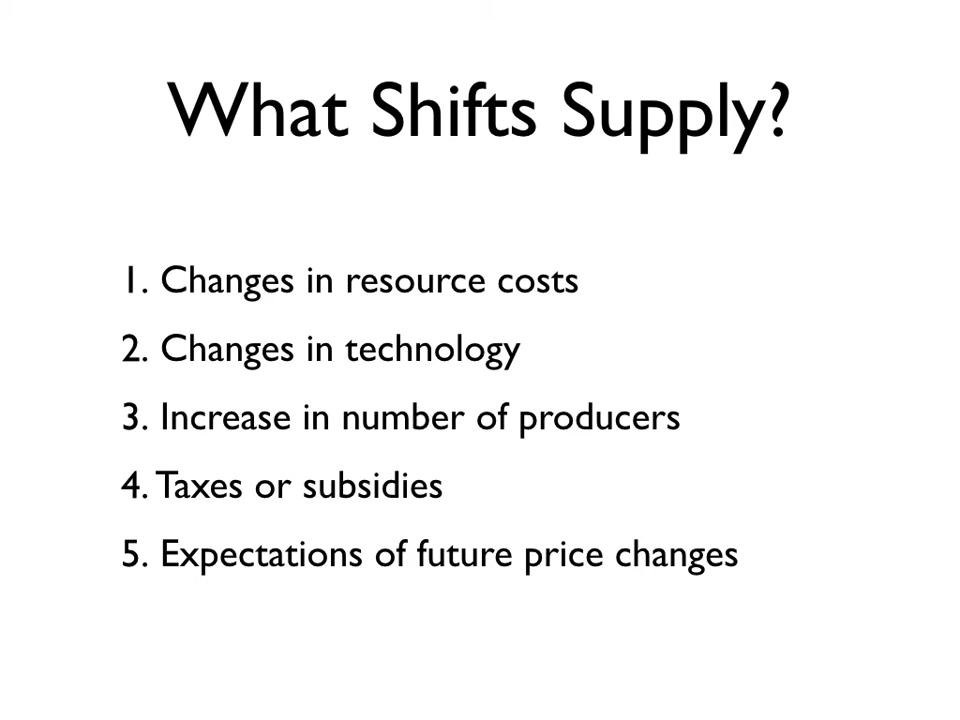 What Shifts Supply?
1. Changes in resource costs
2. Changes in technology
3. Increase in number of producers
4. Taxes or subsidies
5. Expectations of future price changes